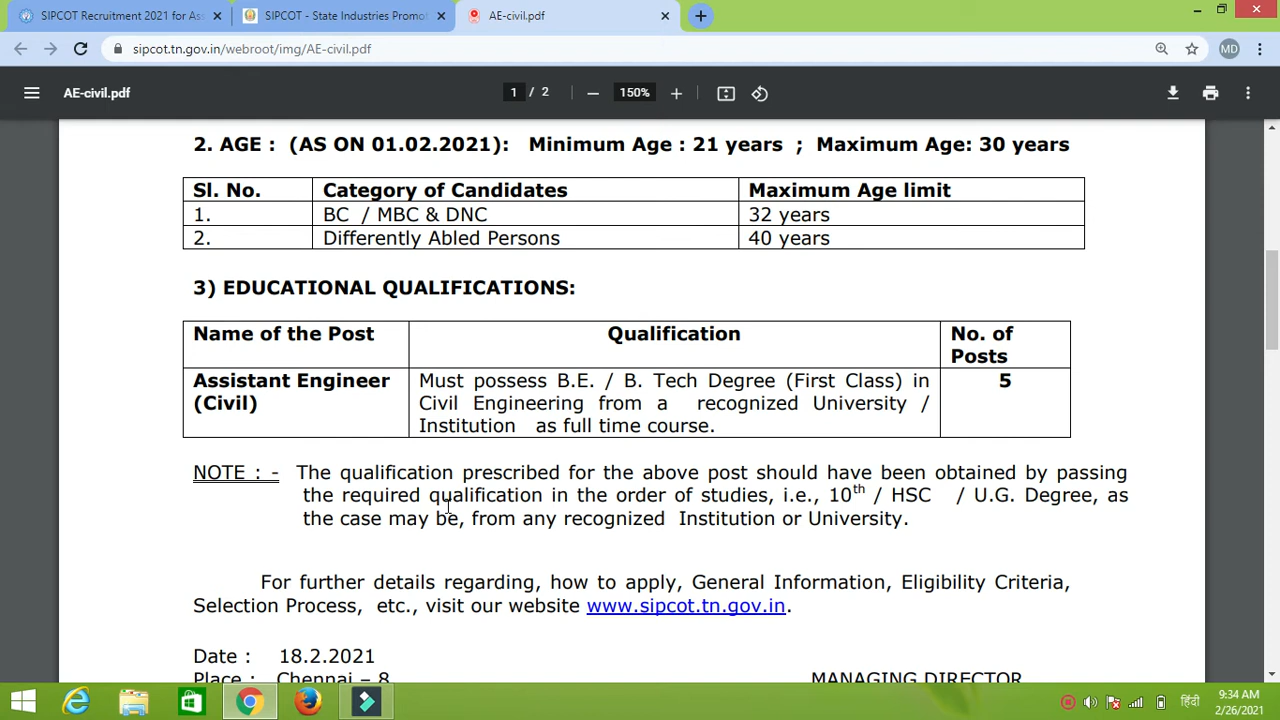 SIPCOT Recruitment 2021 for Ass
SIPCOT - State Industries Promot
AE-civil.pdf
sipcot.tn.gov.in/webroot/img/AE-civil.pdf
MD
AE-civil.pdf
1 / 2
150%
2. AGE : (AS ON 01.02.2021): Minimum Age : 21 years ; Maximum Age: 30 years
Sl. No. Category of Candidates Maximum Age limit
1. BC / MBC & DNC 32 years
2. Differently Abled Persons 40 years
3) EDUCATIONAL QUALIFICATIONS:
Name of the Post Qualification No. of
Posts
Assistant Engineer Must possess B.E. / B. Tech Degree (First Class) in 5
(Civil) Civil Engineering from a recognized University /
Institution as full time course.
NOTE : - The qualification prescribed for the above post should have been obtained by passing
the required qualification in the order of studies, i.e., 10th / HSC / U.G. Degree, as
the case may be, from any recognized Institution or University.
For further details regarding, how to apply, General Information, Eligibility Criteria,
Selection Process, etc., visit our website www.sipcot.tn.gov.in.
Date : 18.2.2021
Place : Chennai – 8 MANAGING DIRECTOR
हिंदी
9:34 AM
2/26/2021